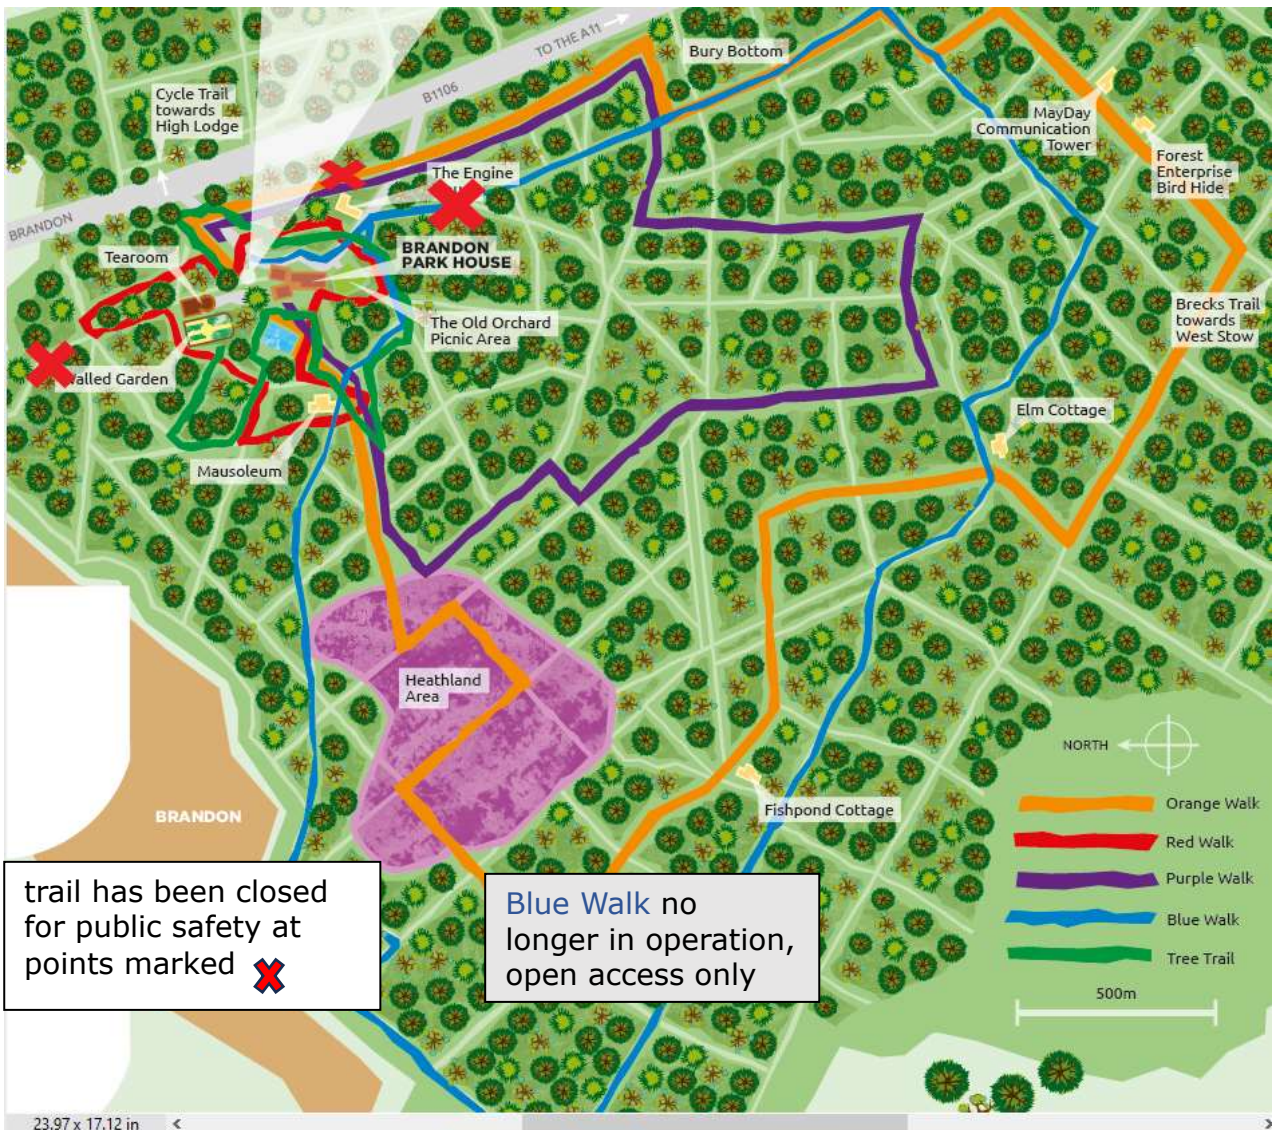 TO THE A11
Bury Bottom
B1106
Cycle Trail
towards
High Lodge
MayDay
Communication
Tower
Forest
Enterprise
Bird Hide
The Engine
BRANDON
Tearoom
BRANDON
PARK HOUSE
The Old Orchard
Picnic Area
Brecks Trail
towards
West Stow
Walled Garden
Elm Cottage
Mausoleum
Heathland
Area
NORTH
Fishpond Cottage
BRANDON
Orange Walk
Red Walk
Purple Walk
Blue Walk
Tree Trail
500m
trail has been closed
for public safety at
points marked
Blue Walk no
longer in operation,
open access only
23.97 x 17.12 in